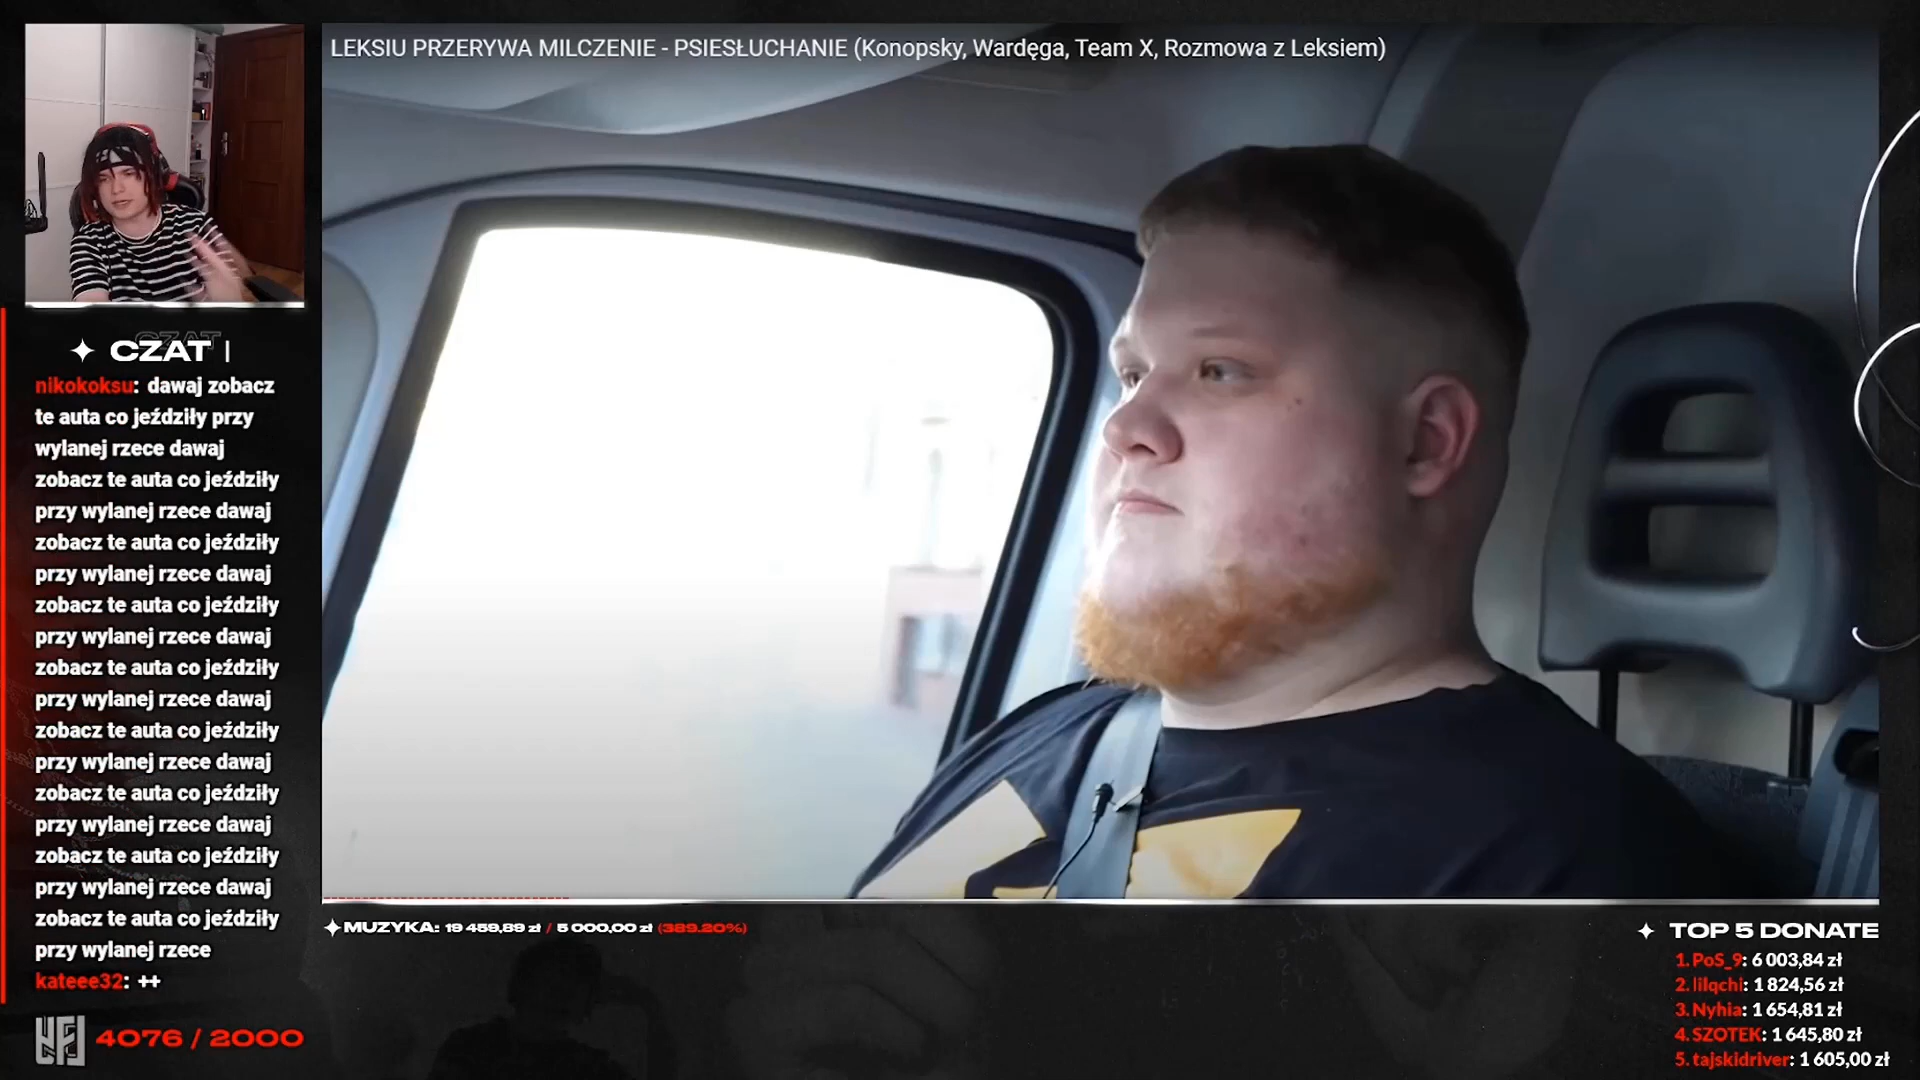 LEKSIU PRZERYWA MILCZENIE - PSIESŁUCHANIE (Konopsky, Wardęga, Team X, Rozmowa z Leksiem)
CZAT
CZAT |
nikokoksu: dawaj zobacz
te auta co jeździły przy
wylanej rzece dawaj
zobacz te auta co jeździły
przy wylanej rzece dawaj
zobacz te auta co jeździły
przy wylanej rzece dawaj
zobacz te auta co jeździły
przy wylanej rzece dawaj
zobacz te auta co jeździły
przy wylanej rzece dawaj
zobacz te auta co jeździły
przy wylanej rzece dawaj
zobacz te auta co jeździły
przy wylanej rzece dawaj
zobacz te auta co jeździły
przy wylanej rzece dawaj
zobacz te auta co jeździły
przy wylanej rzece
kateee32: ++
4076 / 2000
MUZYKA: 19 459,89 zł / 5 000,00 zł (389.20%)
TOP 5 DONATE
1. PoS_9: 6 003,84 zł
2. lilqchi: 1 824,56 zł
3. Nyhia: 1 654,81 zł
4. SZOTEK: 1 645,80 zł
5. tajskidriver: 1 605,00 zł